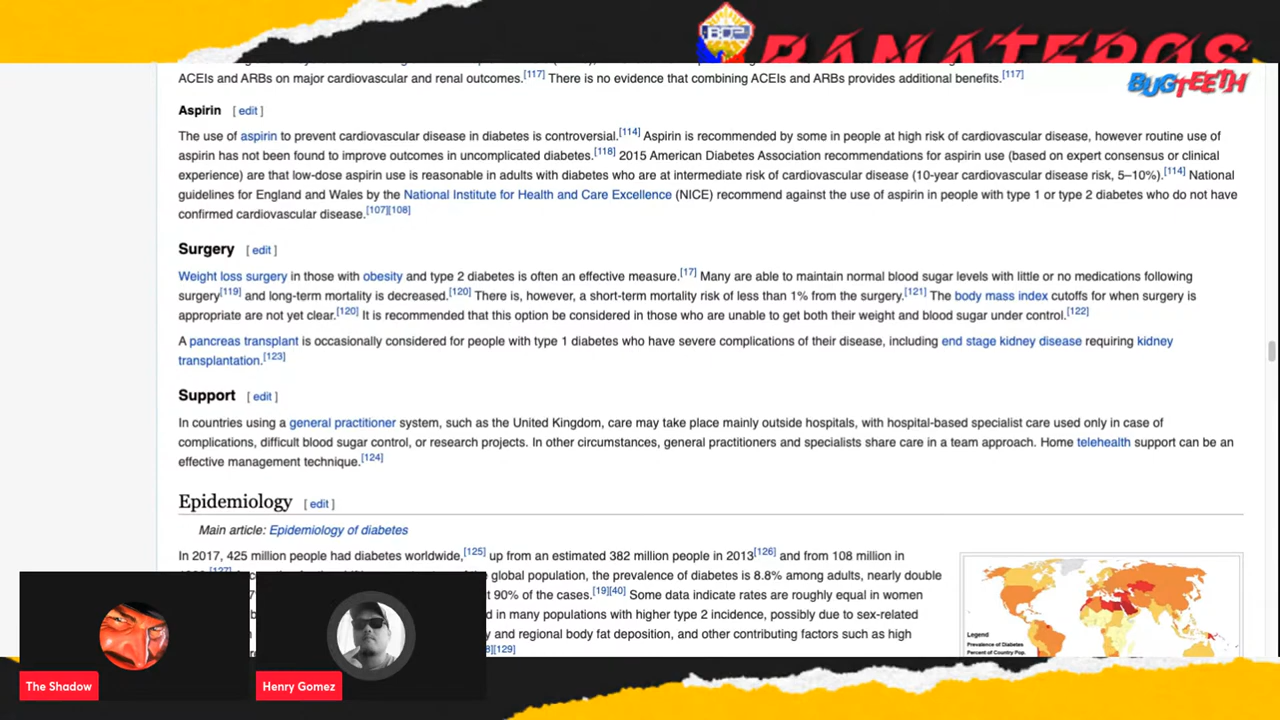 BANATEROS
BUGTEETH
ACEIs and ARBs on major cardiovascular and renal outcomes.[117] There is no evidence that combining ACEIs and ARBs provides additional benefits.[117]
Aspirin [ edit ]
The use of aspirin to prevent cardiovascular disease in diabetes is controversial.[114] Aspirin is recommended by some in people at high risk of cardiovascular disease, however routine use of
aspirin has not been found to improve outcomes in uncomplicated diabetes.[118] 2015 American Diabetes Association recommendations for aspirin use (based on expert consensus or clinical
experience) are that low-dose aspirin use is reasonable in adults with diabetes who are at intermediate risk of cardiovascular disease (10-year cardiovascular disease risk, 5–10%).[114] National
guidelines for England and Wales by the National Institute for Health and Care Excellence (NICE) recommend against the use of aspirin in people with type 1 or type 2 diabetes who do not have
confirmed cardiovascular disease.[107][108]
Surgery [ edit ]
Weight loss surgery in those with obesity and type 2 diabetes is often an effective measure.[17] Many are able to maintain normal blood sugar levels with little or no medications following
surgery[119] and long-term mortality is decreased.[120] There is, however, a short-term mortality risk of less than 1% from the surgery.[121] The body mass index cutoffs for when surgery is
appropriate are not yet clear.[120] It is recommended that this option be considered in those who are unable to get both their weight and blood sugar under control.[122]
A pancreas transplant is occasionally considered for people with type 1 diabetes who have severe complications of their disease, including end stage kidney disease requiring kidney
transplantation.[123]
Support [ edit ]
In countries using a general practitioner system, such as the United Kingdom, care may take place mainly outside hospitals, with hospital-based specialist care used only in case of
complications, difficult blood sugar control, or research projects. In other circumstances, general practitioners and specialists share care in a team approach. Home telehealth support can be an
effective management technique.[124]
Epidemiology [ edit ]
Main article: Epidemiology of diabetes
In 2017, 425 million people had diabetes worldwide,[125] up from an estimated 382 million people in 2013[126] and from 108 million in
global population, the prevalence of diabetes is 8.8% among adults, nearly double
90% of the cases.[19][40] Some data indicate rates are roughly equal in women
in many populations with higher type 2 incidence, possibly due to sex-related
and regional body fat deposition, and other contributing factors such as high
[129]
Legend
Prevalence of Diabetes
Percent of Country Pop.
The Shadow
Henry Gomez